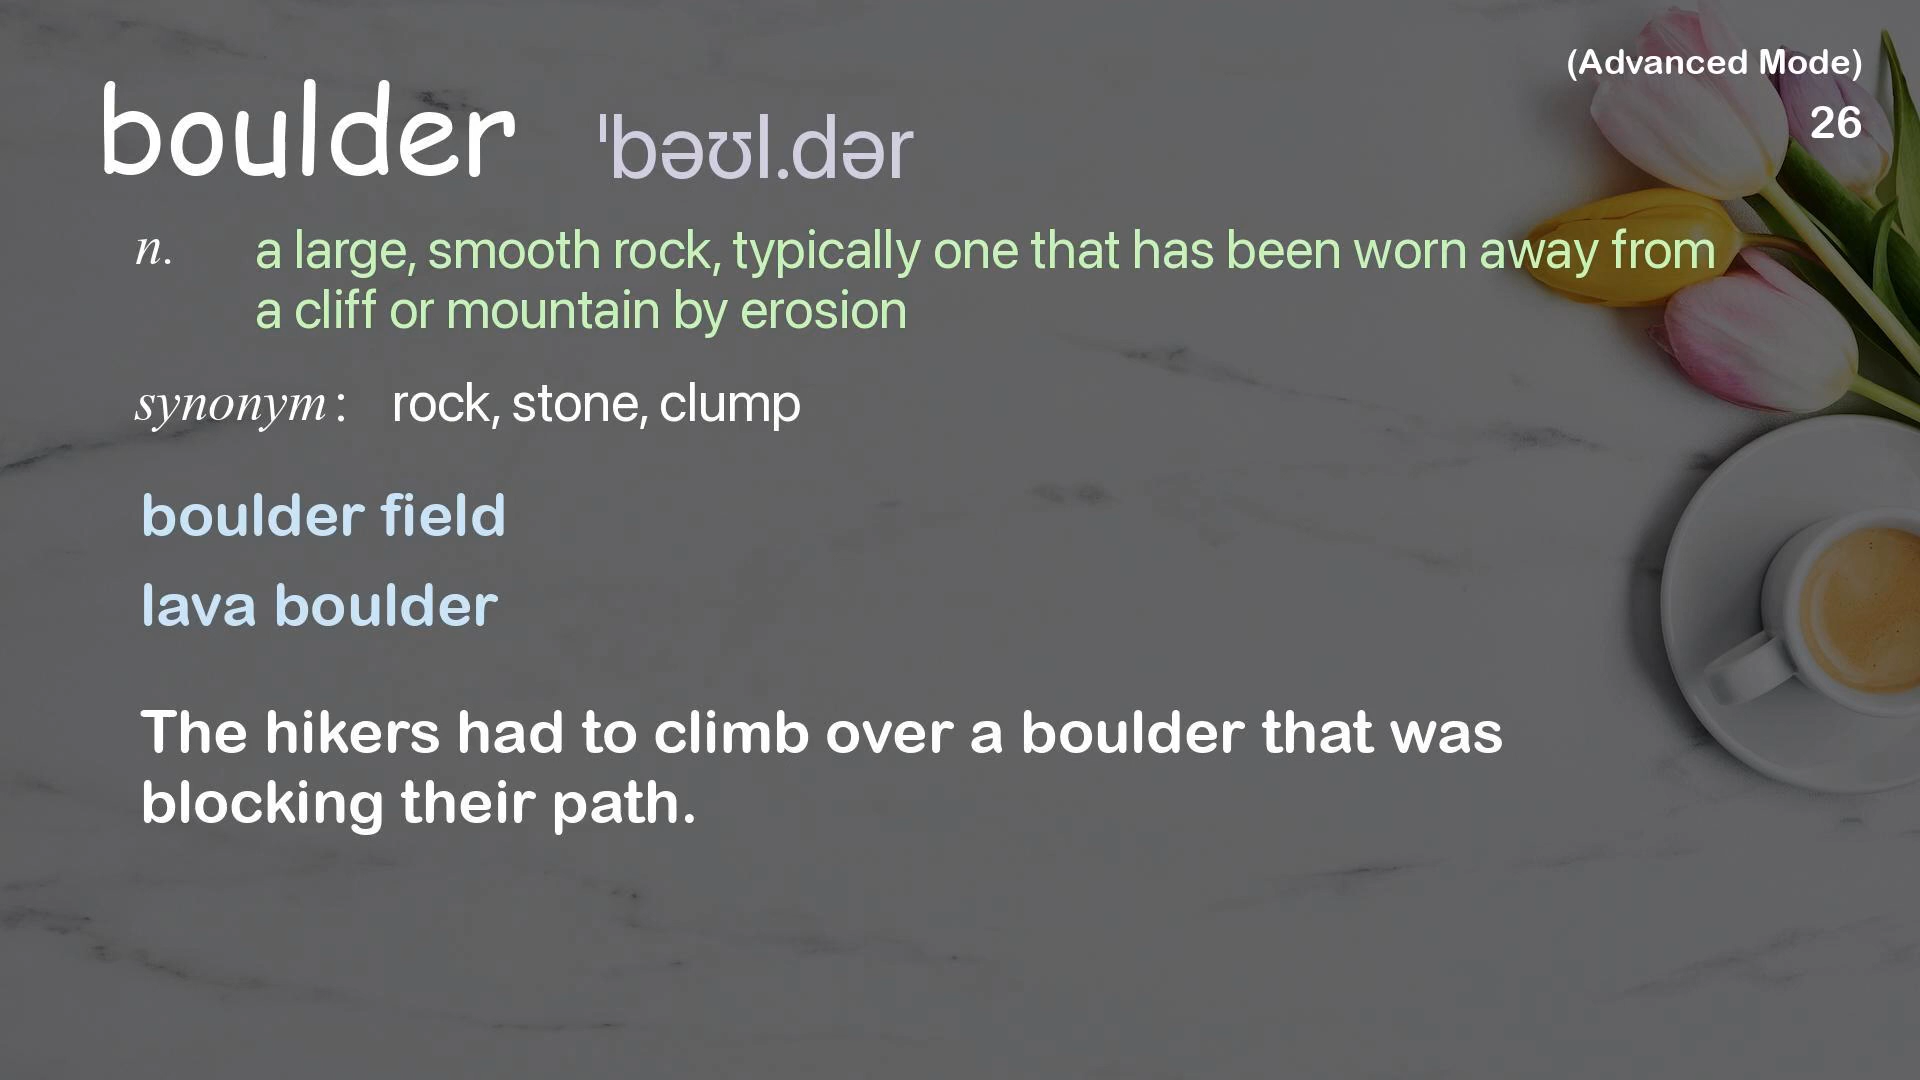 (Advanced Mode)
26
boulder ˈbəʊl.dər
n. a large, smooth rock, typically one that has been worn away from
a cliff or mountain by erosion
synonym: rock, stone, clump
boulder field
lava boulder
The hikers had to climb over a boulder that was
blocking their path.